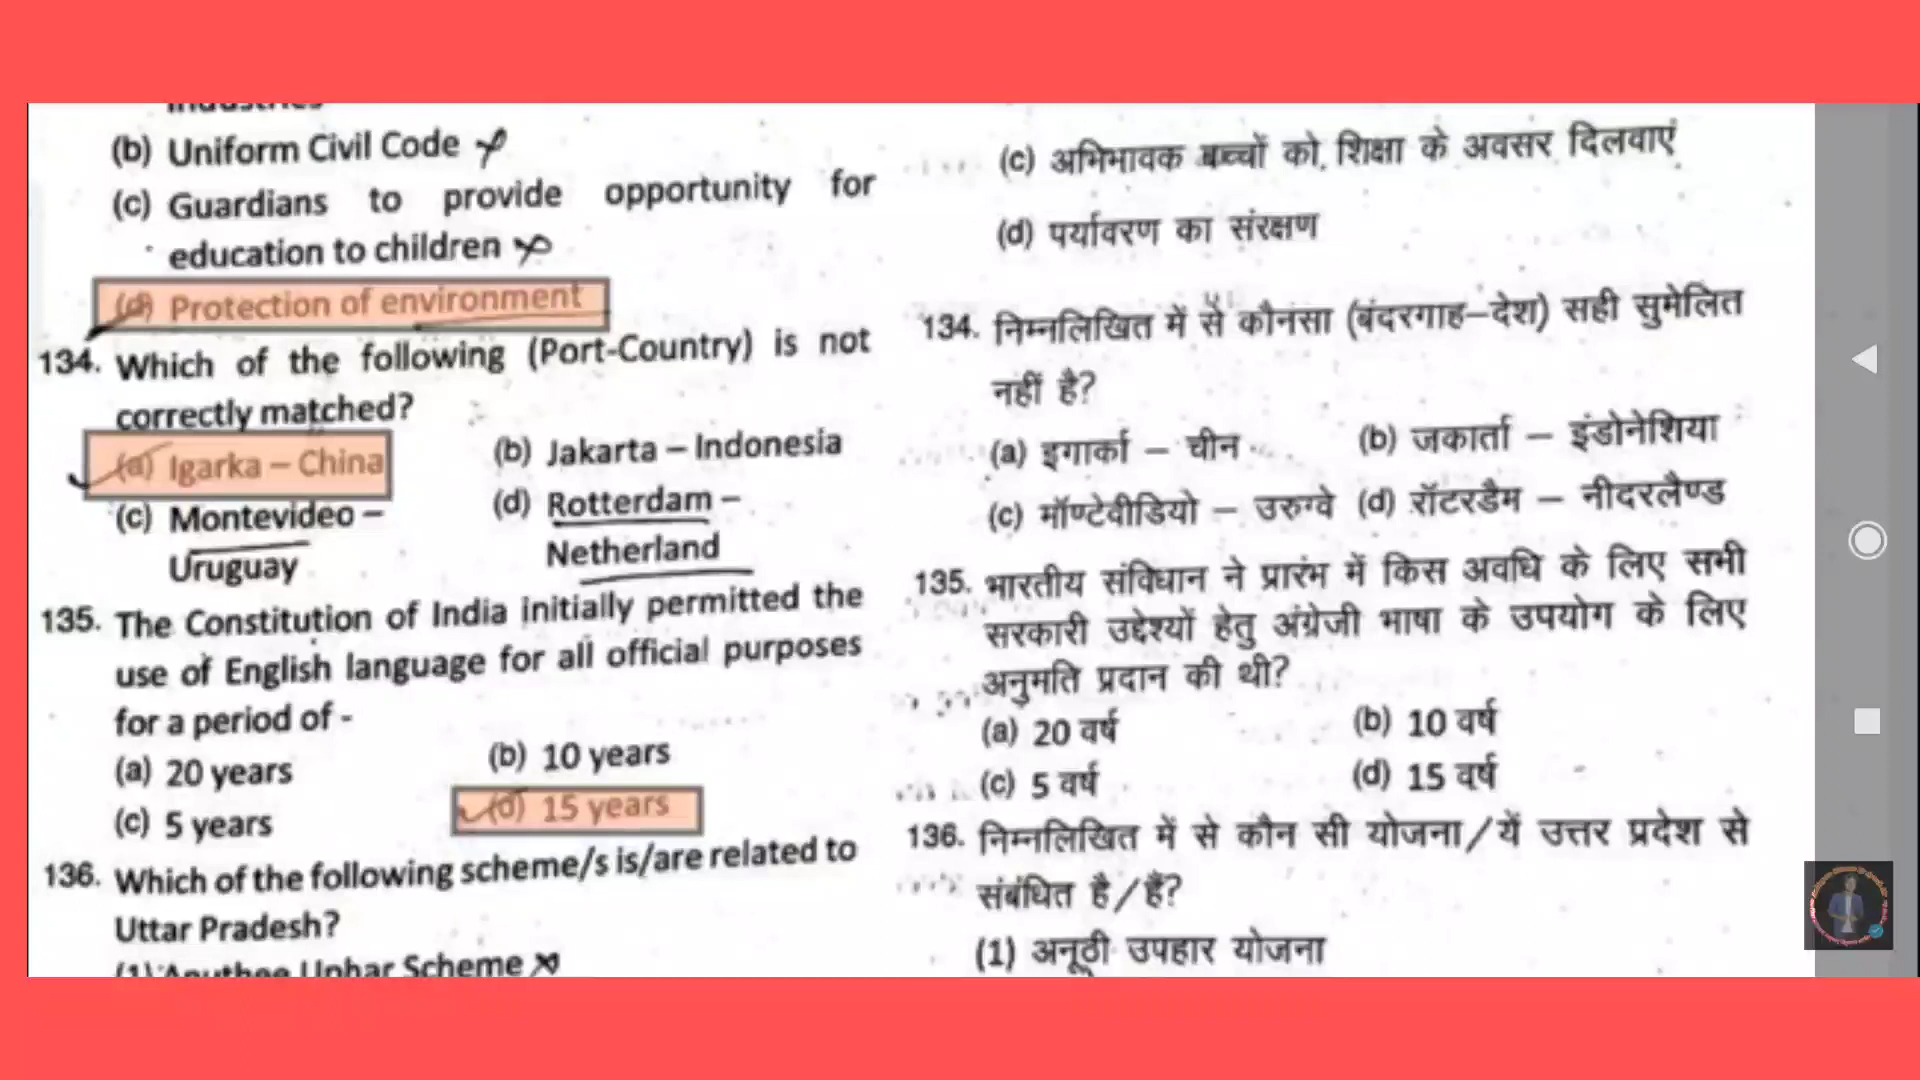 Industries
(b) Uniform Civil Code
(c) Guardians to provide opportunity for
education to children
(d) Protection of environment
134. Which of the following (Port-Country) is not
correctly matched?
(a) Igarka – China
(b) Jakarta – Indonesia
(c) Montevideo –
Uruguay
(d) Rotterdam –
Netherland
135. The Constitution of India initially permitted the
use of English language for all official purposes
for a period of -
(a) 20 years
(b) 10 years
(c) 5 years
(d) 15 years
136. Which of the following scheme/s is/are related to
Uttar Pradesh?
(1) Anuthee Uphar Scheme
(c) अभिभावक बच्चों को शिक्षा के अवसर दिलवाएं
(d) पर्यावरण का संरक्षण
134. निम्नलिखित में से कौनसा (बंदरगाह–देश) सही सुमेलित
नहीं है?
(a) इगार्का – चीन
(b) जकार्ता – इंडोनेशिया
(c) मॉण्टेवीडियो – उरुग्वे (d) रॉटरडैम – नीदरलैण्ड
135. भारतीय संविधान ने प्रारंभ में किस अवधि के लिए सभी
सरकारी उद्देश्यों हेतु अंग्रेजी भाषा के उपयोग के लिए
अनुमति प्रदान की थी?
(a) 20 वर्ष
(b) 10 वर्ष
(c) 5 वर्ष
(d) 15 वर्ष
136. निम्नलिखित में से कौन सी योजना/यें उत्तर प्रदेश से
संबंधित है/हैं?
(1) अनूठी उपहार योजना